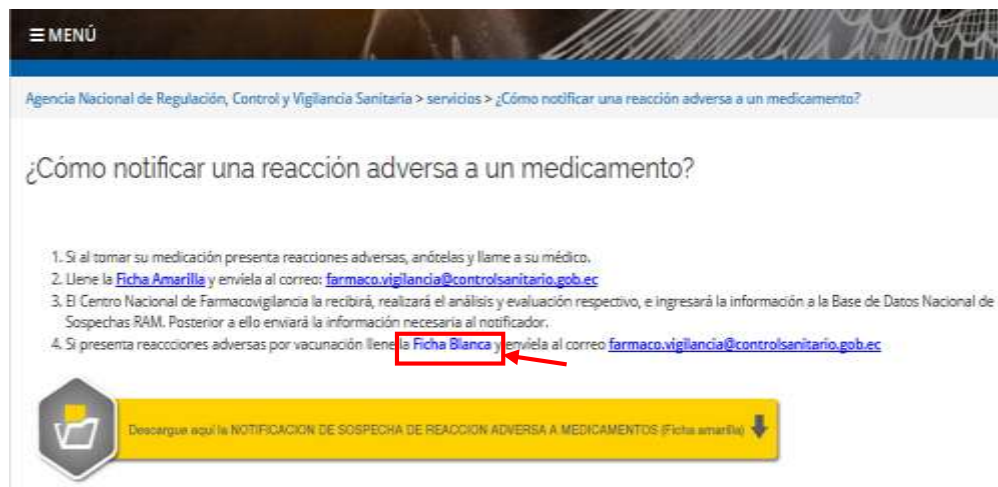 ≡ MENÚ
Agencia Nacional de Regulación, Control y Vigilancia Sanitaria > servicios > ¿Cómo notificar una reacción adversa a un medicamento?
¿Cómo notificar una reacción adversa a un medicamento?
1. Si al tomar su medicación presenta reacciones adversas, anótelas y llame a su médico.
2. Llene la Ficha Amarilla y envíela al correo: farmaco.vigilancia@controlsanitario.gob.ec
3. El Centro Nacional de Farmacovigilancia la recibirá, realizará el análisis y evaluación respectivo, e ingresará la información a la Base de Datos Nacional de
Sospechas RAM. Posterior a ello enviará la información necesaria al notificador.
4. Si presenta reaccciones adversas por vacunación llene la Ficha Blanca y envíela al correo farmaco.vigilancia@controlsanitario.gob.ec
Descargue aquí la NOTIFICACION DE SOSPECHA DE REACCION ADVERSA A MEDICAMENTOS (Ficha amarilla)